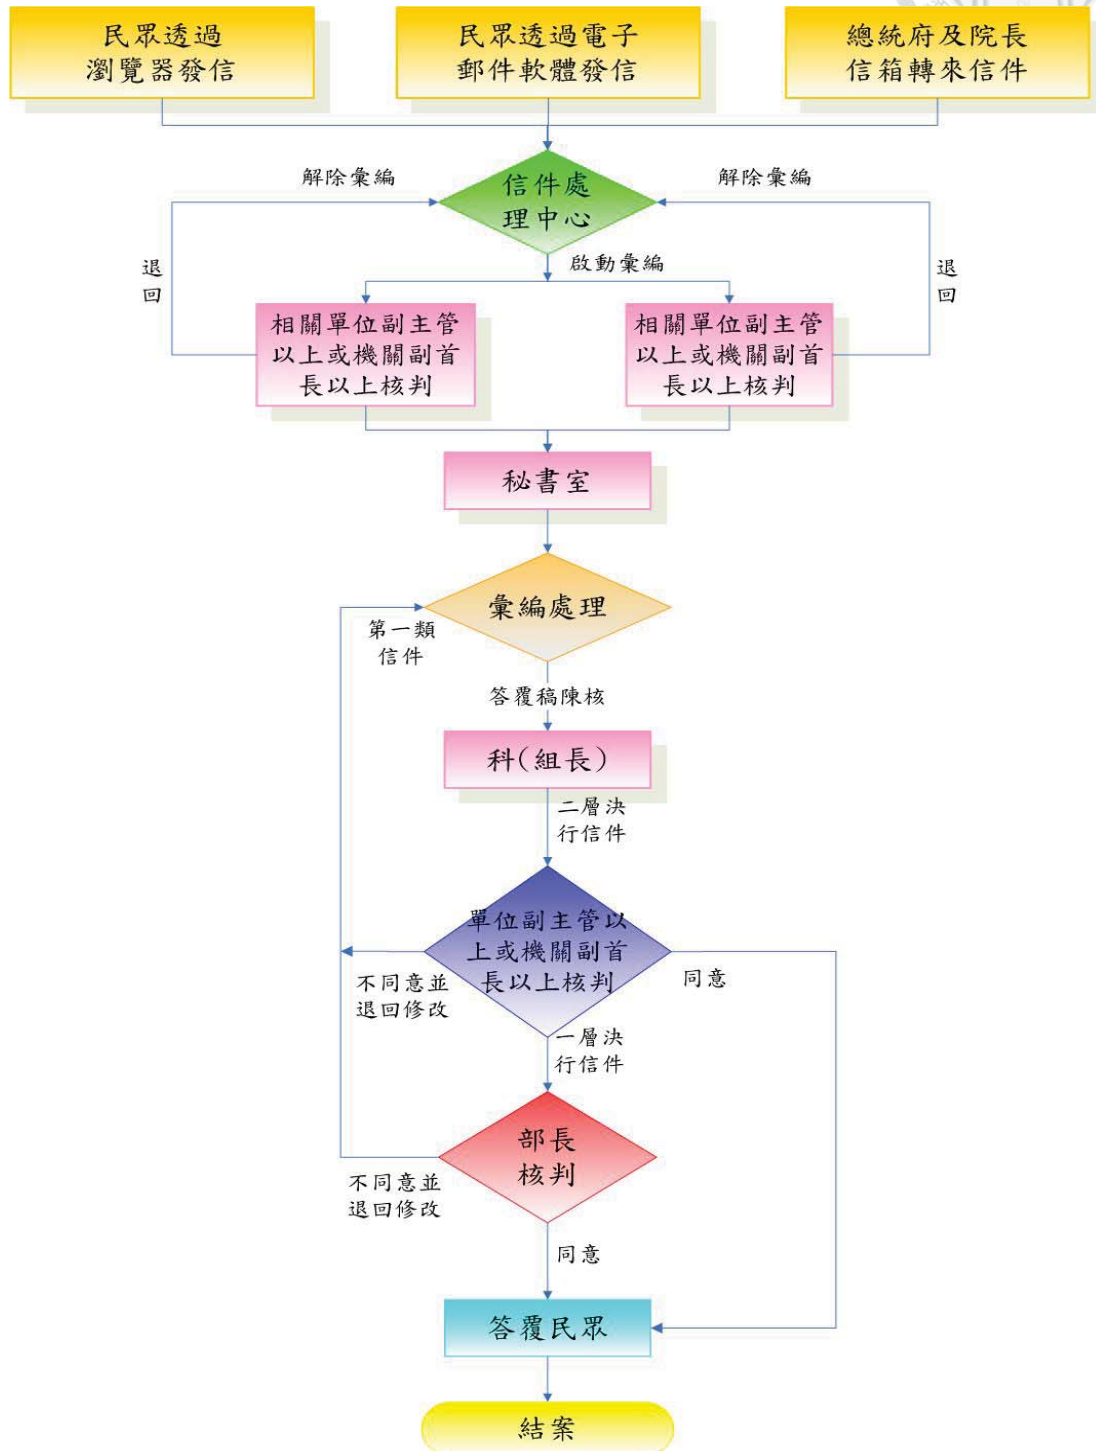 民眾透過
瀏覽器發信
民眾透過電子
郵件軟體發信
總統府及院長
信箱轉來信件
解除彙編
信件處
理中心
解除彙編
退
回
啟動彙編
退
回
相關單位副主管
以上或機關副首
長以上核判
相關單位副主管
以上或機關副首
長以上核判
秘書室
彙編處理
第一類
信件
答覆稿陳核
科(組長)
二層決
行信件
單位副主管以
上或機關副首
長以上核判
不同意並
退回修改
同意
一層決
行信件
部長
核判
不同意並
退回修改
同意
答覆民眾
結案